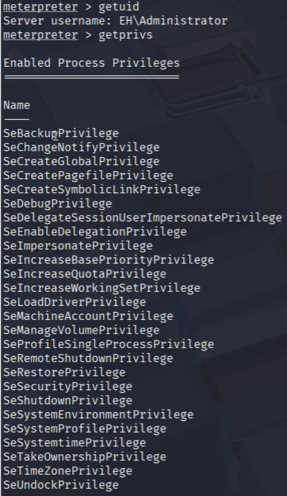 meterpreter > getuid
Server username: EH\Administrator
meterpreter > getprivs
Enabled Process Privileges
==========================
Name
----
SeBackupPrivilege
SeChangeNotifyPrivilege
SeCreateGlobalPrivilege
SeCreatePagefilePrivilege
SeCreateSymbolicLinkPrivilege
SeDebugPrivilege
SeDelegateSessionUserImpersonatePrivilege
SeEnableDelegationPrivilege
SeImpersonatePrivilege
SeIncreaseBasePriorityPrivilege
SeIncreaseQuotaPrivilege
SeIncreaseWorkingSetPrivilege
SeLoadDriverPrivilege
SeMachineAccountPrivilege
SeManageVolumePrivilege
SeProfileSingleProcessPrivilege
SeRemoteShutdownPrivilege
SeRestorePrivilege
SeSecurityPrivilege
SeShutdownPrivilege
SeSystemEnvironmentPrivilege
SeSystemProfilePrivilege
SeSystemtimePrivilege
SeTakeOwnershipPrivilege
SeTimeZonePrivilege
SeUndockPrivilege